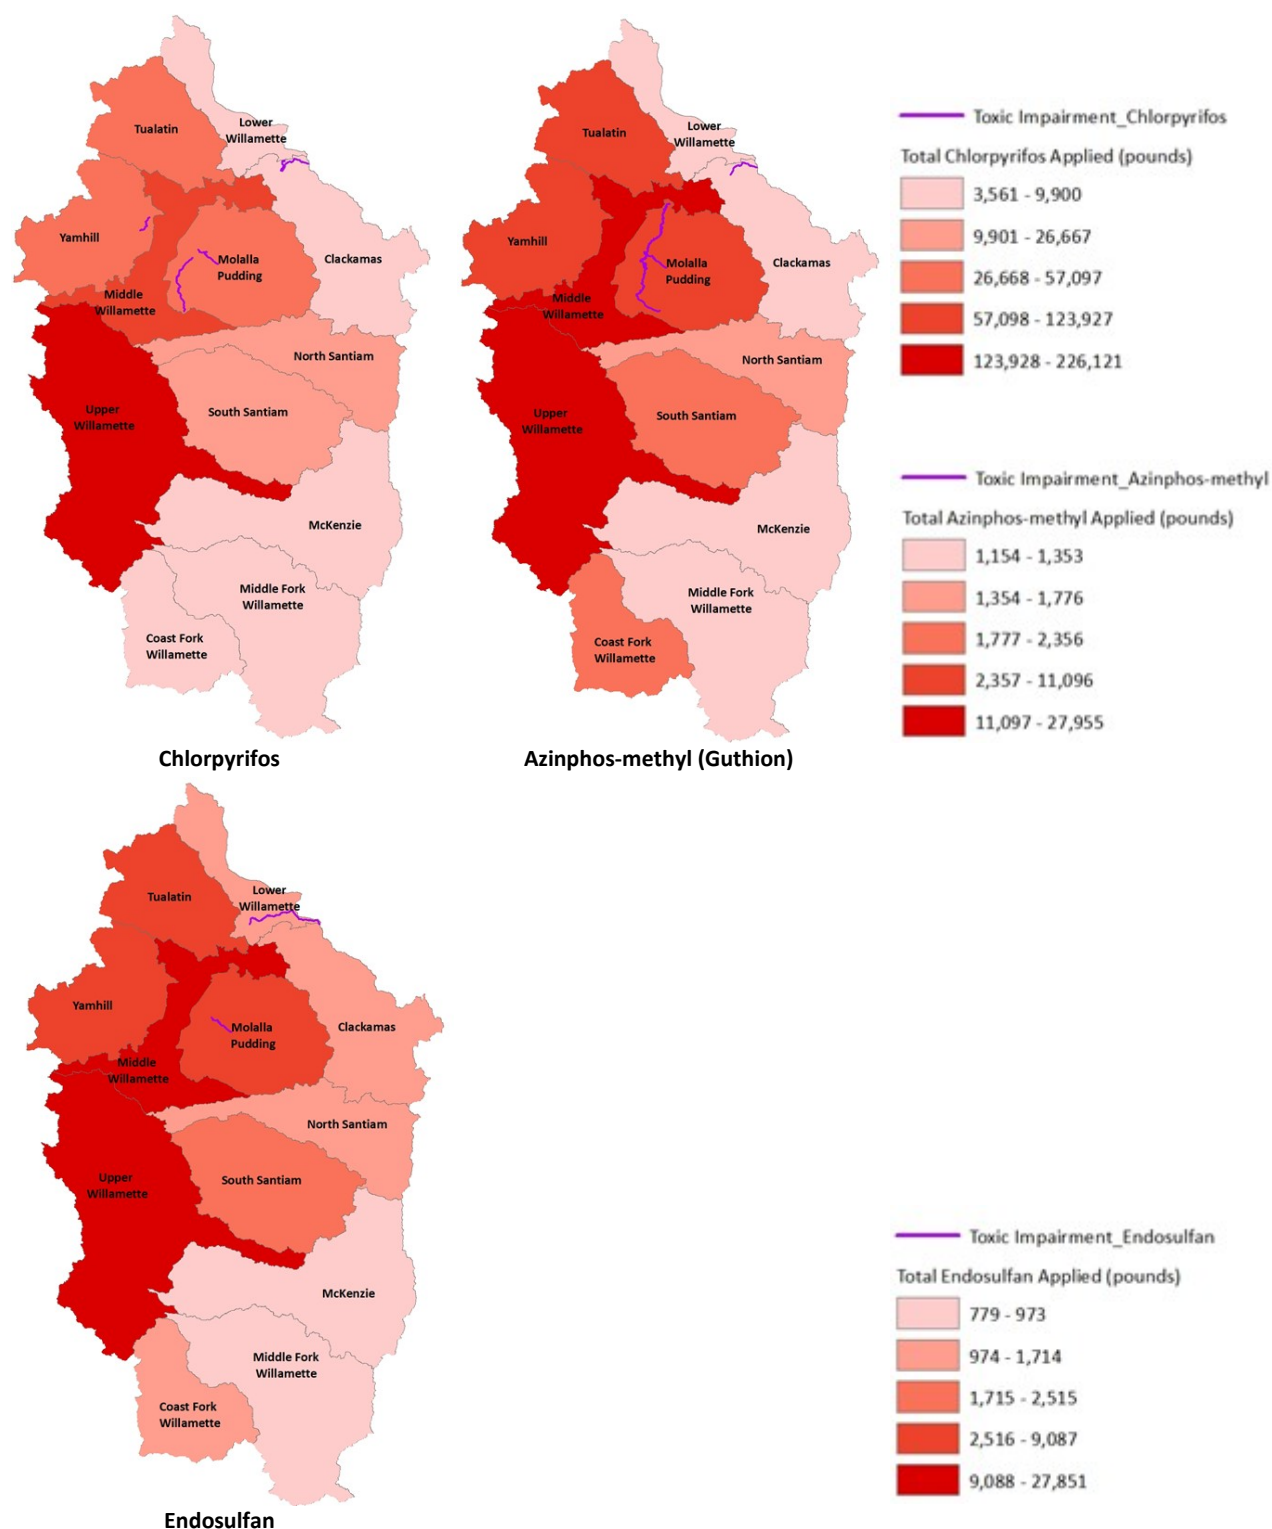 Tualatin
Lower
Willamette
Yamhill
Molalla
Pudding
Clackamas
Middle
Willamette
North Santiam
Upper
Willamette
South Santiam
McKenzie
Middle Fork
Willamette
Coast Fork
Willamette
Chlorpyrifos
Tualatin
Lower
Willamette
Yamhill
Molalla
Pudding
Clackamas
Middle
Willamette
North Santiam
Upper
Willamette
South Santiam
McKenzie
Middle Fork
Willamette
Coast Fork
Willamette
Azinphos-methyl (Guthion)
Toxic Impairment_Chlorpyrifos
Total Chlorpyrifos Applied (pounds)
3,561 - 9,900
9,901 - 26,667
26,668 - 57,097
57,098 - 123,927
123,928 - 226,121
Toxic Impairment_Azinphos-methyl
Total Azinphos-methyl Applied (pounds)
1,154 - 1,353
1,354 - 1,776
1,777 - 2,356
2,357 - 11,096
11,097 - 27,955
Tualatin
Lower
Willamette
Yamhill
Molalla
Pudding
Clackamas
Middle
Willamette
North Santiam
Upper
Willamette
South Santiam
McKenzie
Middle Fork
Willamette
Coast Fork
Willamette
Endosulfan
Toxic Impairment_Endosulfan
Total Endosulfan Applied (pounds)
779 - 973
974 - 1,714
1,715 - 2,515
2,516 - 9,087
9,088 - 27,851